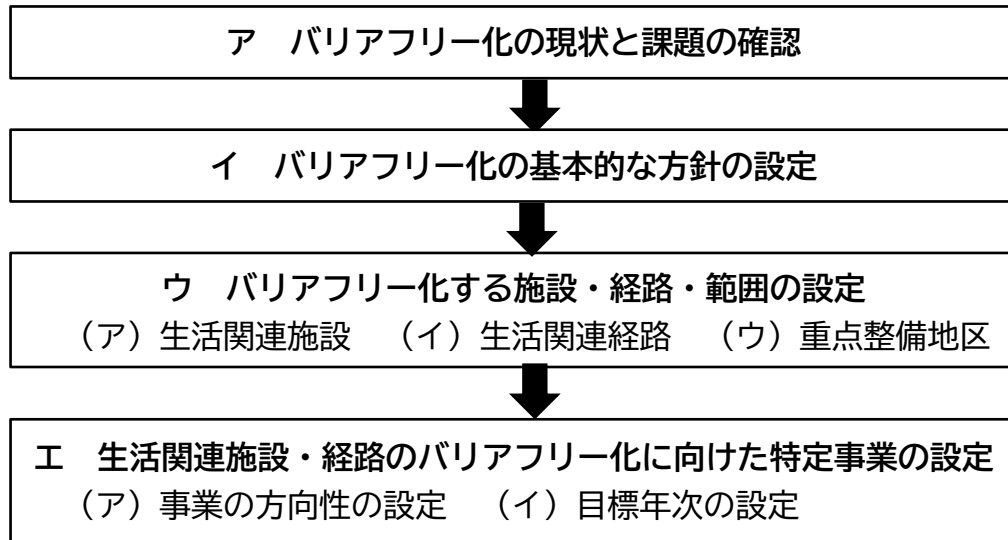 ア　バリアフリー化の現状と課題の確認
イ　バリアフリー化の基本的な方針の設定
ウ　バリアフリー化する施設・経路・範囲の設定
（ア）生活関連施設　（イ）生活関連経路　（ウ）重点整備地区
エ　生活関連施設・経路のバリアフリー化に向けた特定事業の設定
（ア）事業の方向性の設定　（イ）目標年次の設定